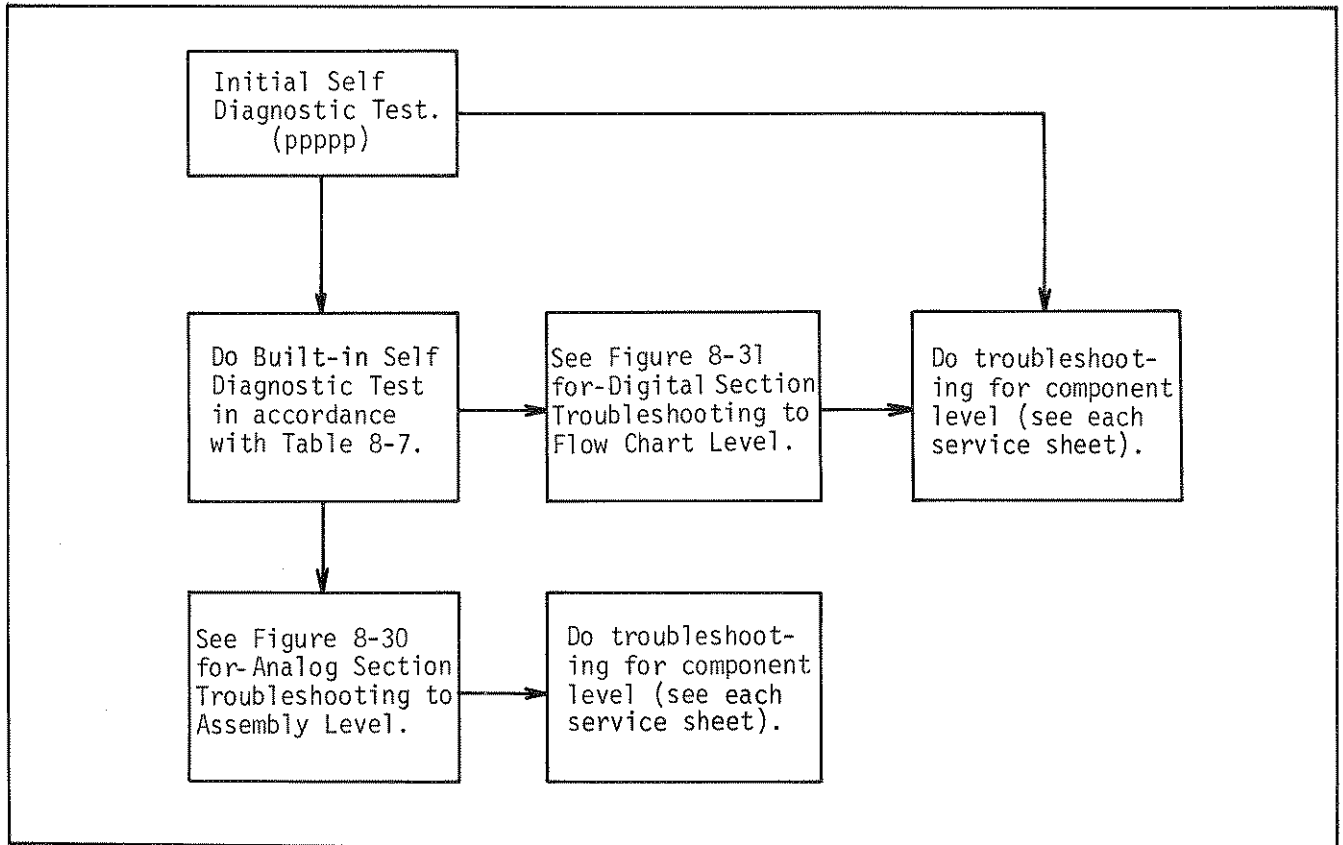 Initial Self
Diagnostic Test.
(ppppp)
Do Built-in Self
Diagnostic Test
in accordance
with Table 8-7.
See Figure 8-31
for-Digital Section
Troubleshooting to
Flow Chart Level.
Do troubleshoot-
ing for component
level (see each
service sheet).
See Figure 8-30
for-Analog Section
Troubleshooting to
Assembly Level.
Do troubleshoot-
ing for component
level (see each
service sheet).